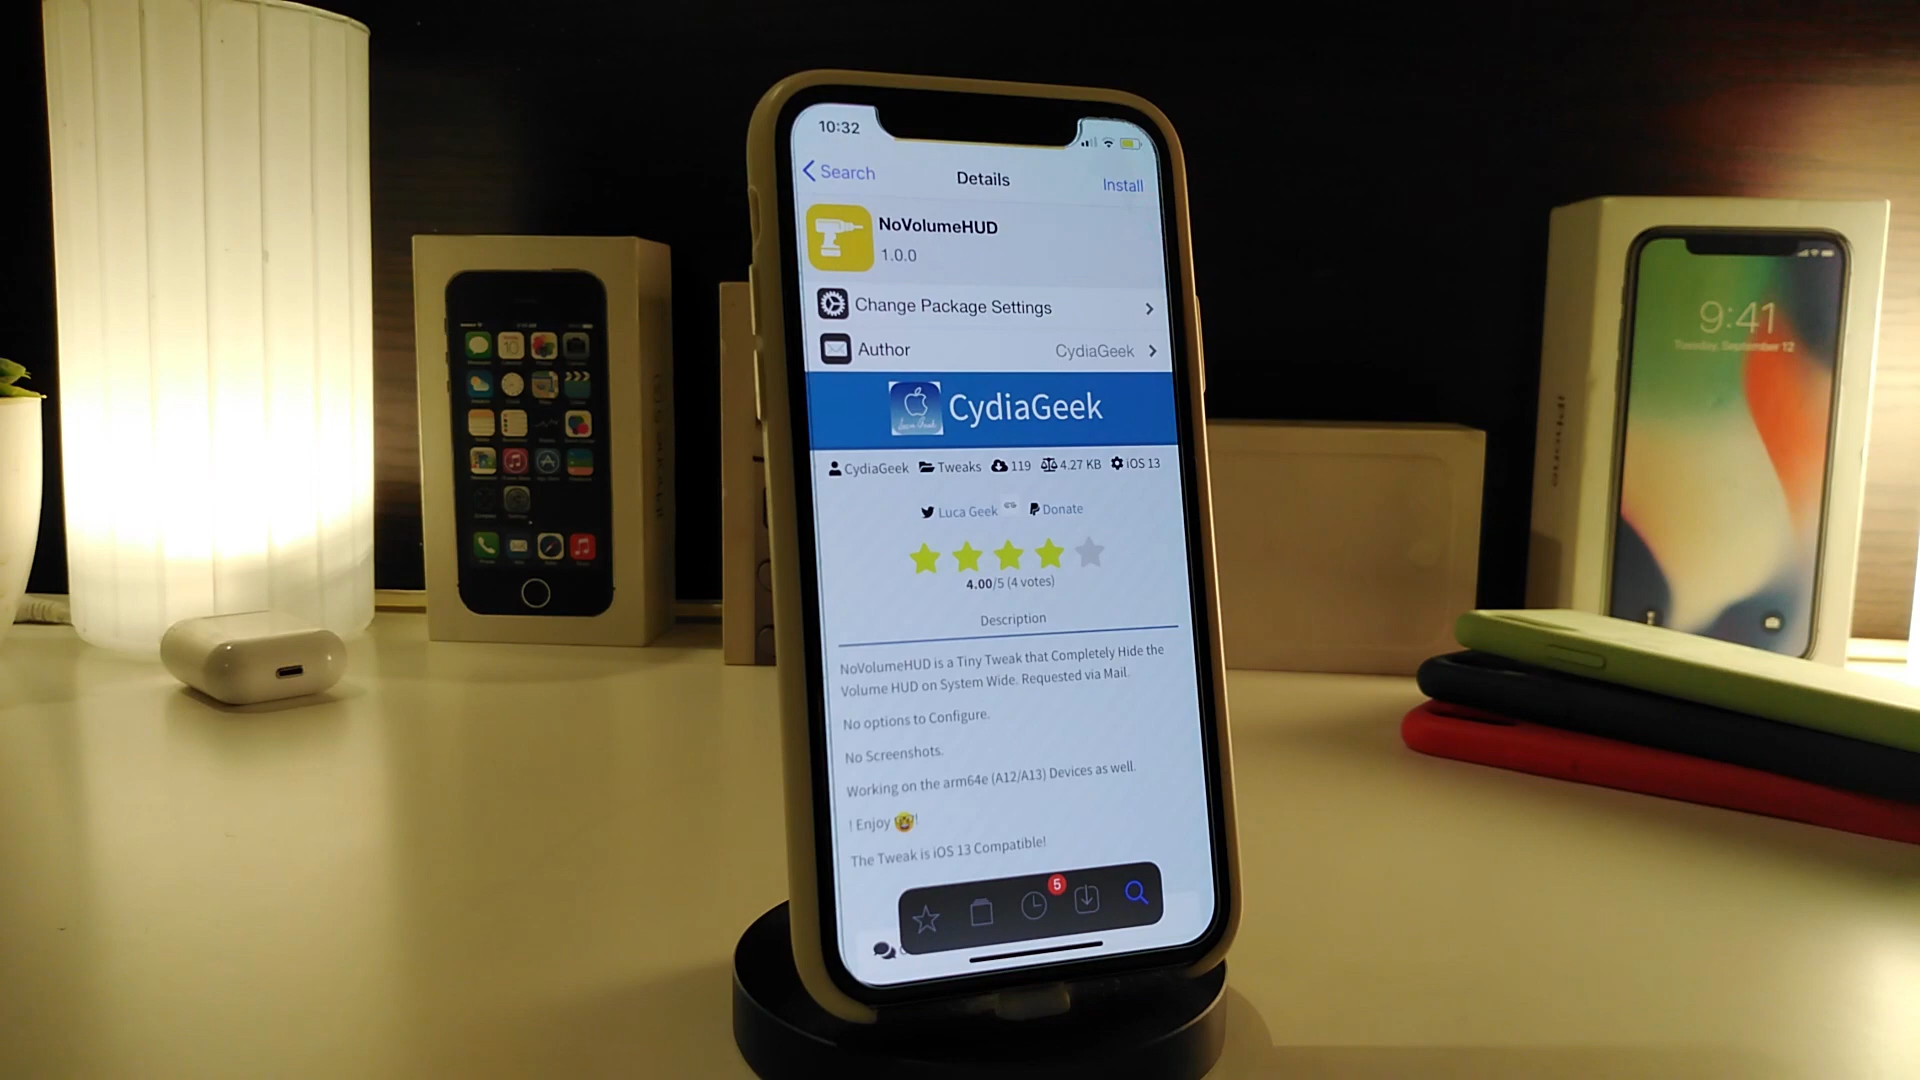 10:32
Search
Details
Install
NoVolumeHUD
1.0.0
Change Package Settings
Author
CydiaGeek
CydiaGeek
CydiaGeek Tweaks 119 4.27 KB iOS 13
Luca Geek Donate
4.00/5 (4 votes)
Description
NoVolumeHUD is a Tiny Tweak that Completely Hide the
Volume HUD on System Wide. Requested via Mail.
No options to Configure.
No Screenshots.
Working on the arm64e (A12/A13) Devices as well.
! Enjoy 🤓!
The Tweak is iOS 13 Compatible!
5
9:41
Tuesday, September 12